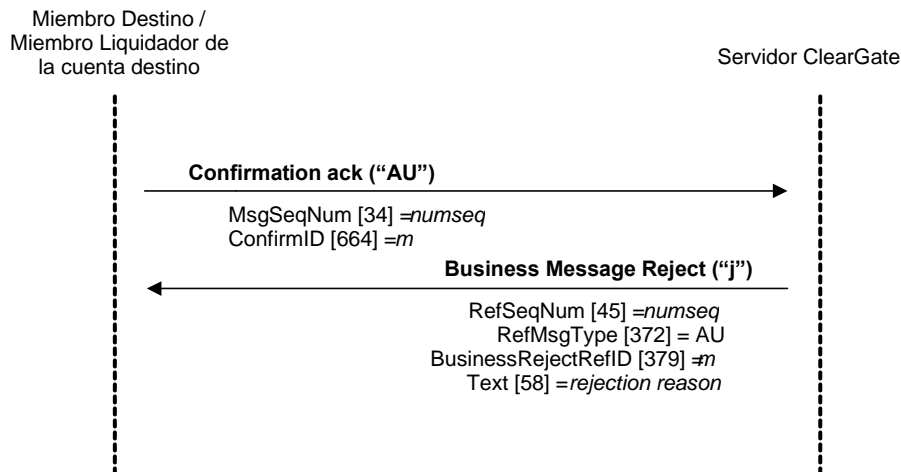 Miembro Destino /
Miembro Liquidador de
la cuenta destino
Servidor ClearGate
Confirmation ack (“AU”)
MsgSeqNum [34] =numseq
ConfirmID [664] =m
Business Message Reject (“j”)
RefSeqNum [45] =numseq
RefMsgType [372] = AU
BusinessRejectRefID [379] =m
Text [58] =rejection reason